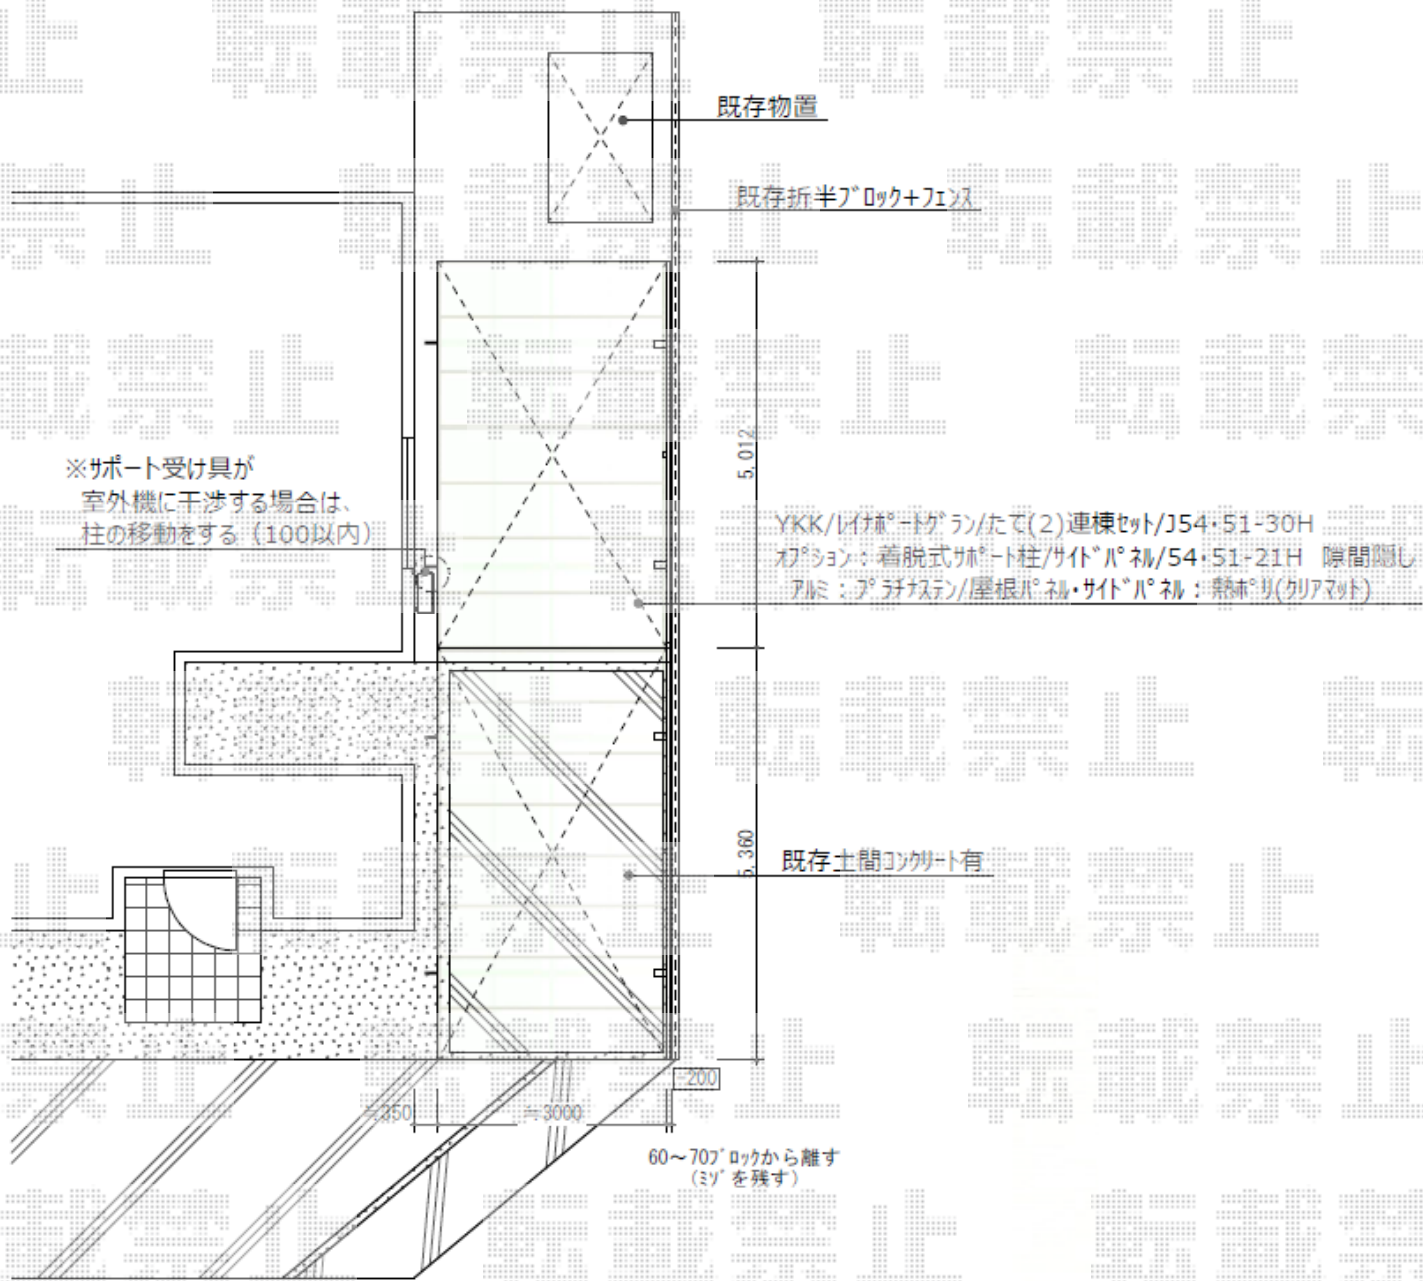 既存物置
既存折半ﾌﾞﾛｯｸ+ﾌｪﾝｽ
5,012
※ｻﾎﾟｰﾄ受け具が
室外機に干渉する場合は、
柱の移動をする（100以内）
YKK/ﾚｲﾅﾎﾟｰﾄｸﾞﾗﾝ/たて(2)連棟ｾｯﾄ/J54･51-30H
ｵﾌﾟｼｮﾝ：着脱式ｻﾎﾟｰﾄ柱/ｻｲﾄﾞﾊﾟﾈﾙ/54･51-21H 隙間隠し
ｱﾙﾐ：ﾌﾟﾗﾁﾅｽﾃﾝ/屋根ﾊﾟﾈﾙ･ｻｲﾄﾞﾊﾟﾈﾙ：熱ﾎﾟﾘ(ｸﾘｱﾏｯﾄ)
5,360
既存土間ｺﾝｸﾘｰﾄ有
-200
≒350
≒3000
60～70ﾌﾞﾛｯｸから離す
（ﾐｿﾞを残す）
転載禁止